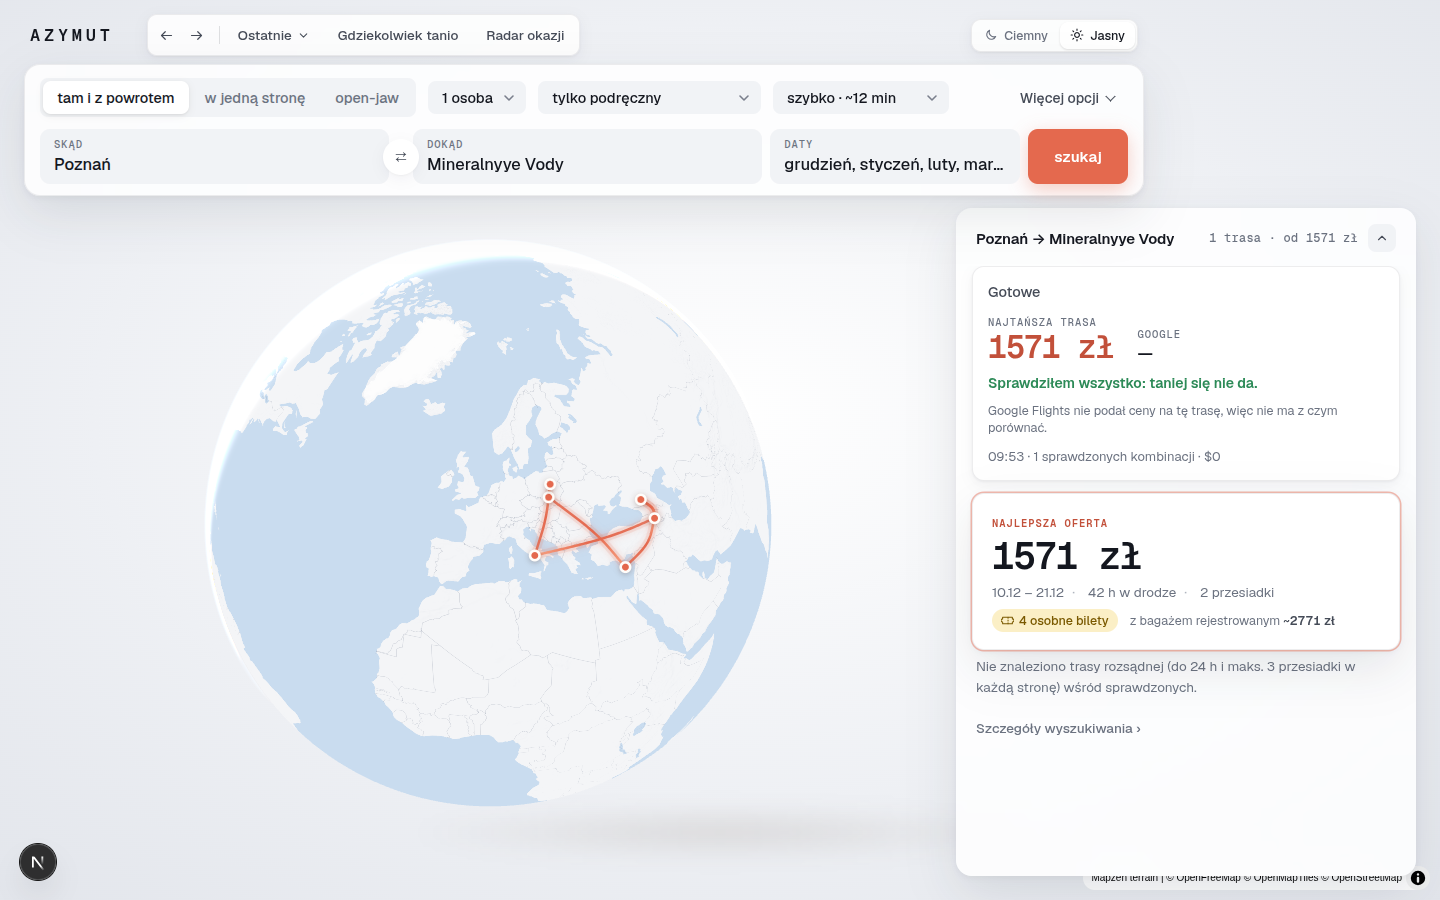 AZYMUT
Ostatnie
Gdziekolwiek tanio
Radar okazji
Ciemny
Jasny
tam i z powrotem
w jedną stronę
open-jaw
1 osoba
tylko podręczny
szybko · ~12 min
Więcej opcji
SKĄD
Poznań
DOKĄD
Mineralnyye Vody
DATY
grudzień, styczeń, luty, mar...
szukaj
Poznań → Mineralnyye Vody
1 trasa · od 1571 zł
Gotowe
NAJTAŃSZA TRASA
1571 zł
GOOGLE
—
Sprawdziłem wszystko: taniej się nie da.
Google Flights nie podał ceny na tę trasę, więc nie ma z czym
porównać.
09:53 · 1 sprawdzonych kombinacji · $0
NAJLEPSZA OFERTA
1571 zł
10.12 – 21.12 · 42 h w drodze · 2 przesiadki
4 osobne bilety
z bagażem rejestrowanym ~2771 zł
Nie znaleziono trasy rozsądnej (do 24 h i maks. 3 przesiadki w
każdą stronę) wśród sprawdzonych.
Szczegóły wyszukiwania ›
N
Mapzen terrain | © OpenFreeMap © OpenMapTiles © OpenStreetMap